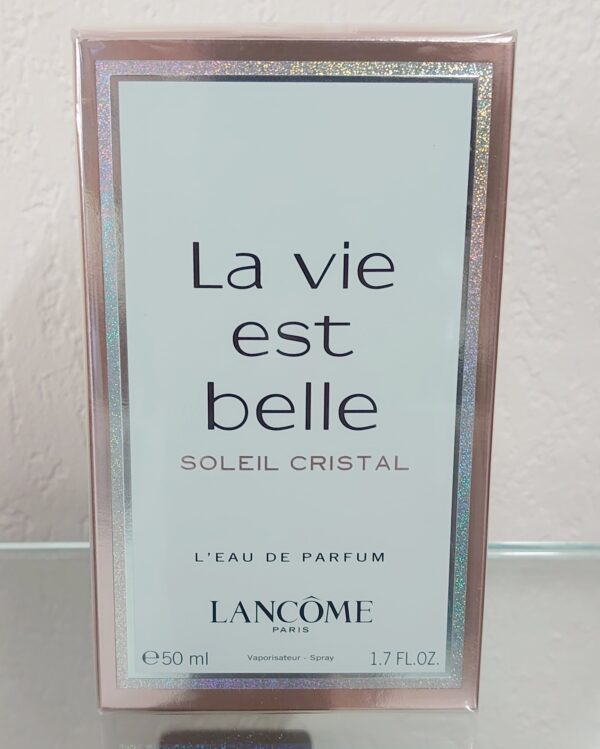 La vie
est
belle
SOLEIL CRISTAL
L'EAU DE PARFUM
LANCÔME
PARIS
℮50 ml Vaporisateur - Spray 1.7 FL.OZ.